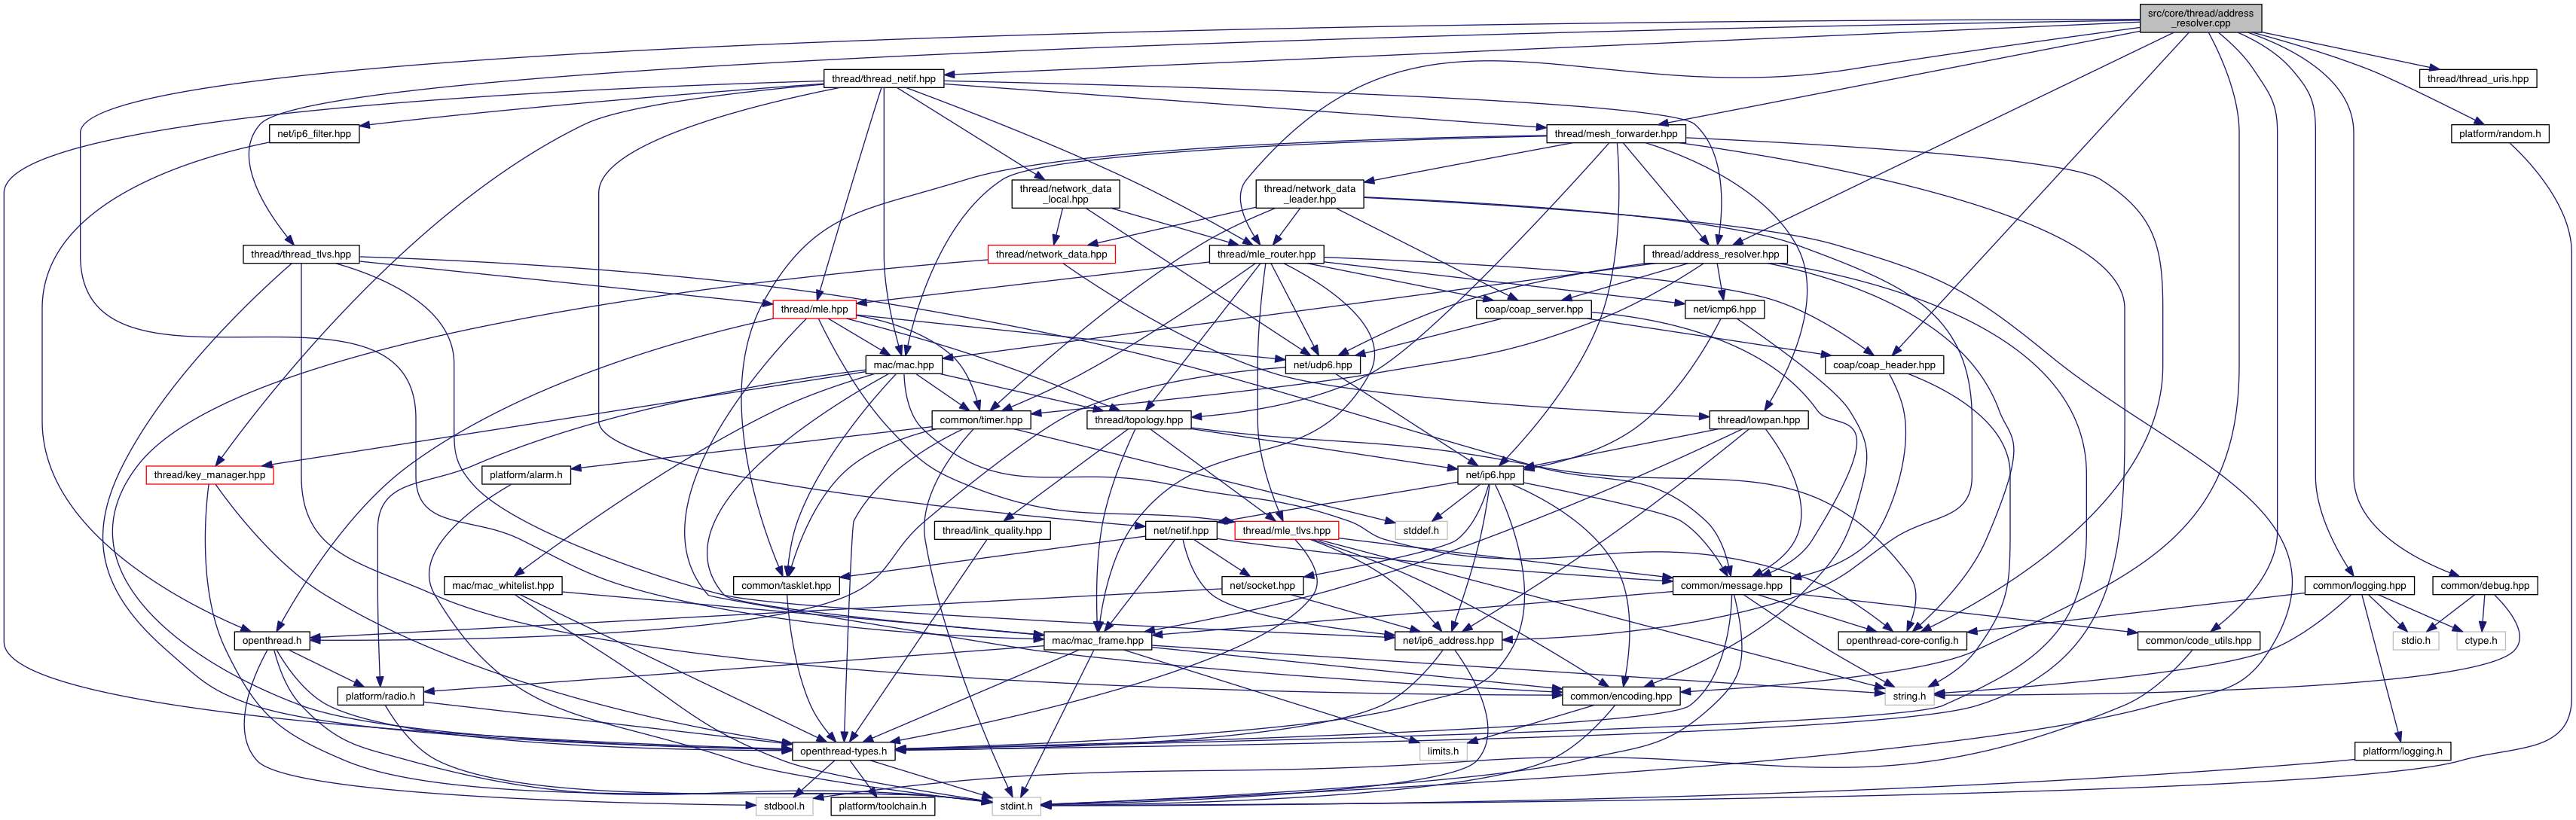 src/core/thread/address
_resolver.cpp
thread/thread_netif.hpp
thread/thread_uris.hpp
net/ip6_filter.hpp
thread/mesh_forwarder.hpp
platform/random.h
thread/network_data
_local.hpp
thread/network_data
_leader.hpp
thread/thread_tlvs.hpp
thread/network_data.hpp
thread/mle_router.hpp
thread/address_resolver.hpp
thread/mle.hpp
coap/coap_server.hpp
net/icmp6.hpp
mac/mac.hpp
net/udp6.hpp
coap/coap_header.hpp
common/timer.hpp
thread/topology.hpp
thread/lowpan.hpp
thread/key_manager.hpp
platform/alarm.h
net/ip6.hpp
thread/link_quality.hpp
net/netif.hpp
thread/mle_tlvs.hpp
stddef.h
mac/mac_whitelist.hpp
common/tasklet.hpp
net/socket.hpp
common/message.hpp
common/logging.hpp
common/debug.hpp
openthread.h
mac/mac_frame.hpp
net/ip6_address.hpp
openthread-core-config.h
common/code_utils.hpp
stdio.h
ctype.h
platform/radio.h
common/encoding.hpp
string.h
openthread-types.h
limits.h
platform/logging.h
stdbool.h
platform/toolchain.h
stdint.h